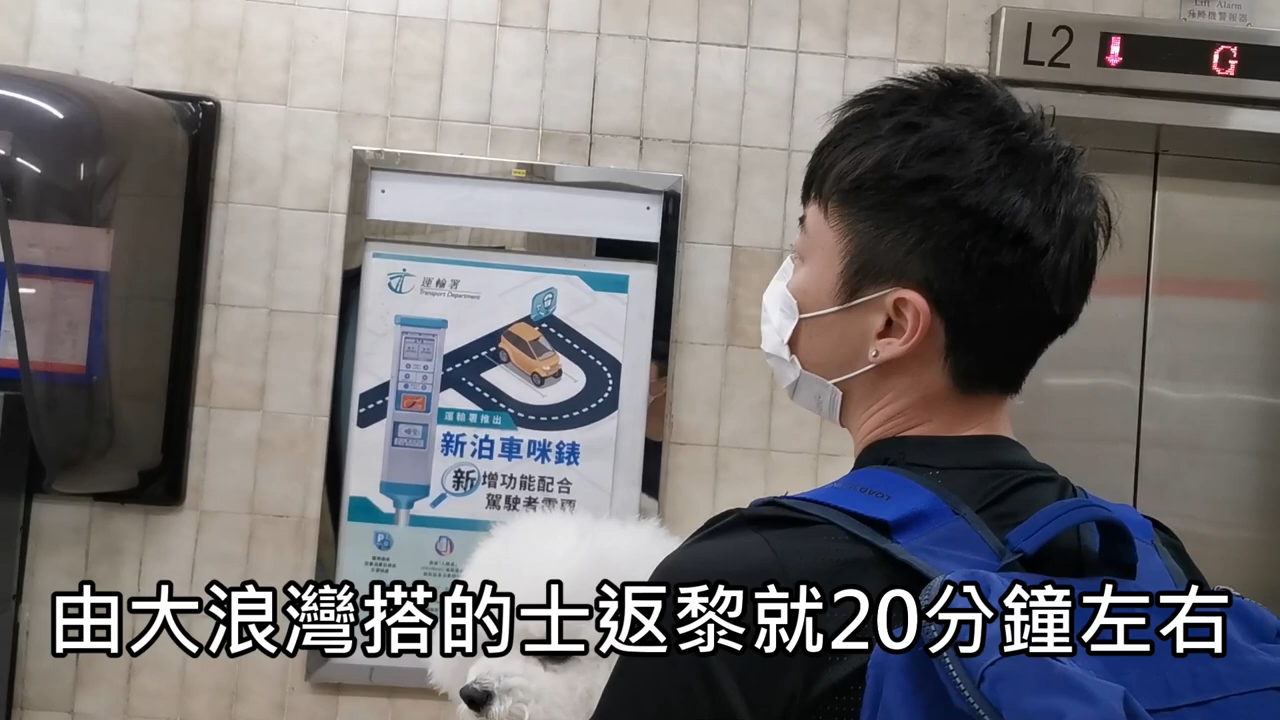 Lift Alarm
升降機警報器
L2
G
運輸署
Transport Department
運輸署推出
新泊車咪錶
新增功能配合
駕駛者需要
LOAD
由大浪灣搭的士返黎就20分鐘左右